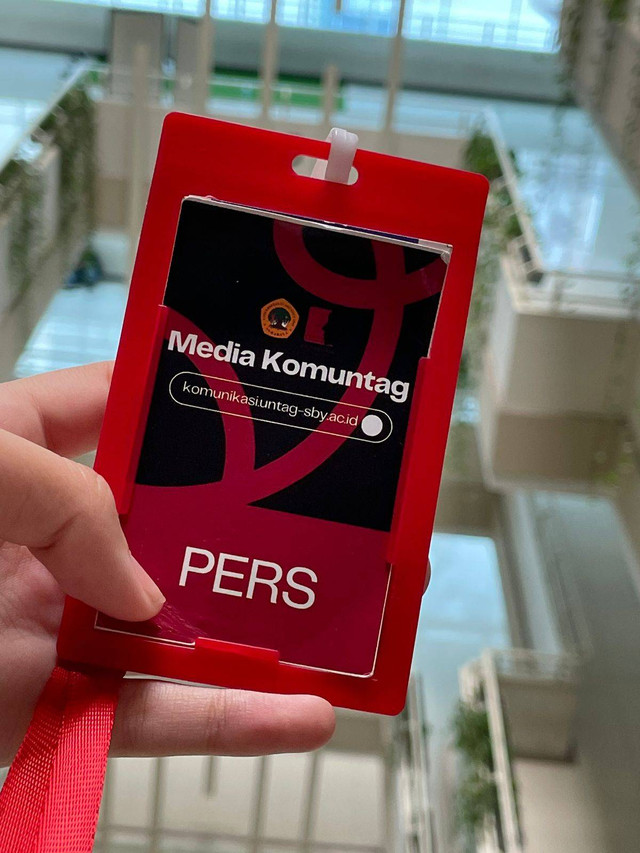 Media Komuntag
komunikasi.untag-sby.ac.id
PERS